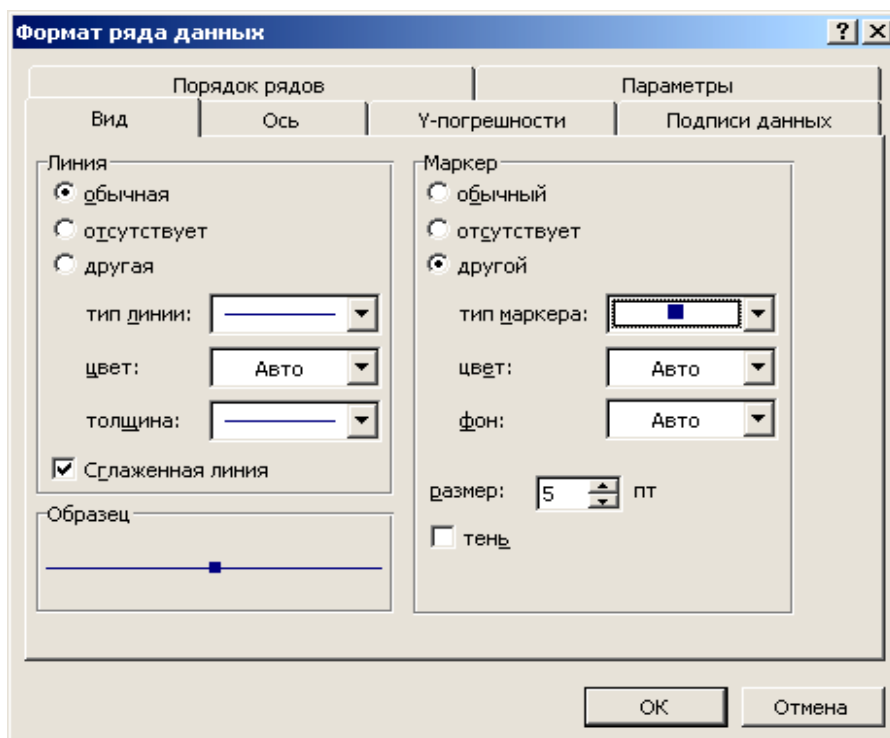 Формат ряда данных
Порядок рядов
Параметры
Вид
Ось
Y-погрешности
Подписи данных
Линия
обычная
отсутствует
другая
тип линии:
цвет:
Авто
толщина:
Сглаженная линия
Образец
Маркер
обычный
отсутствует
другой
тип маркера:
цвет:
Авто
фон:
Авто
размер:
5
пт
тень
ОК
Отмена